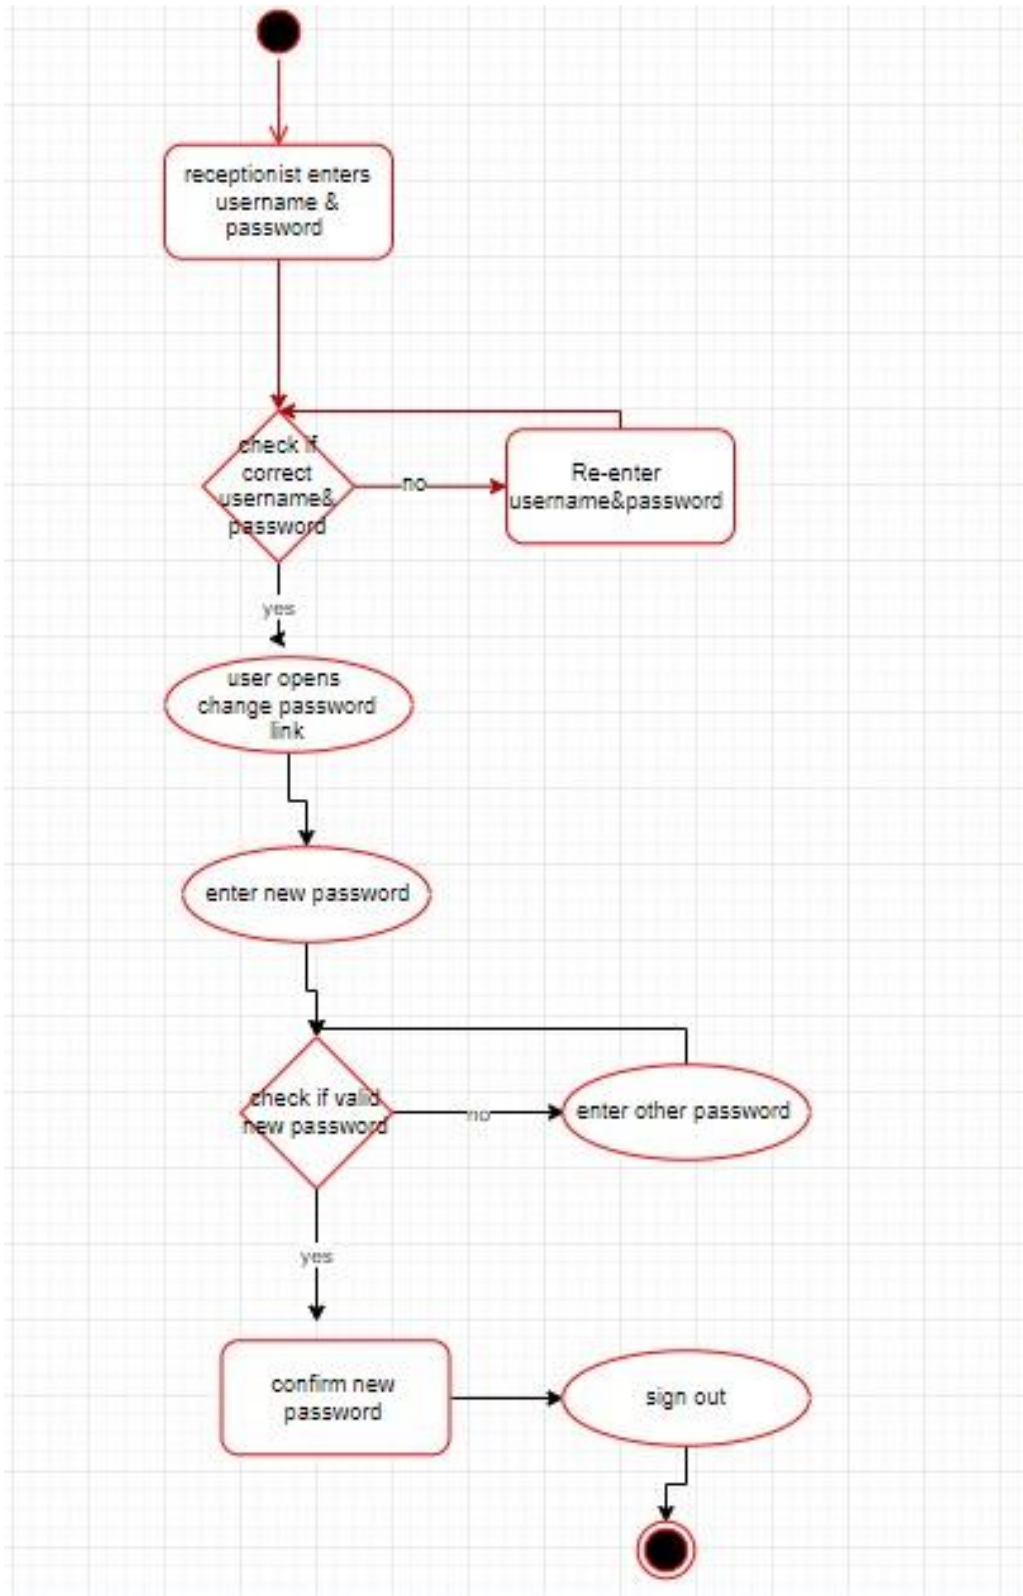 receptionist enters
username &
password
check if
correct
username&
password
no
Re-enter
username&password
yes
user opens
change password
link
enter new password
check if valid
new password
no
enter other password
yes
confirm new
password
sign out